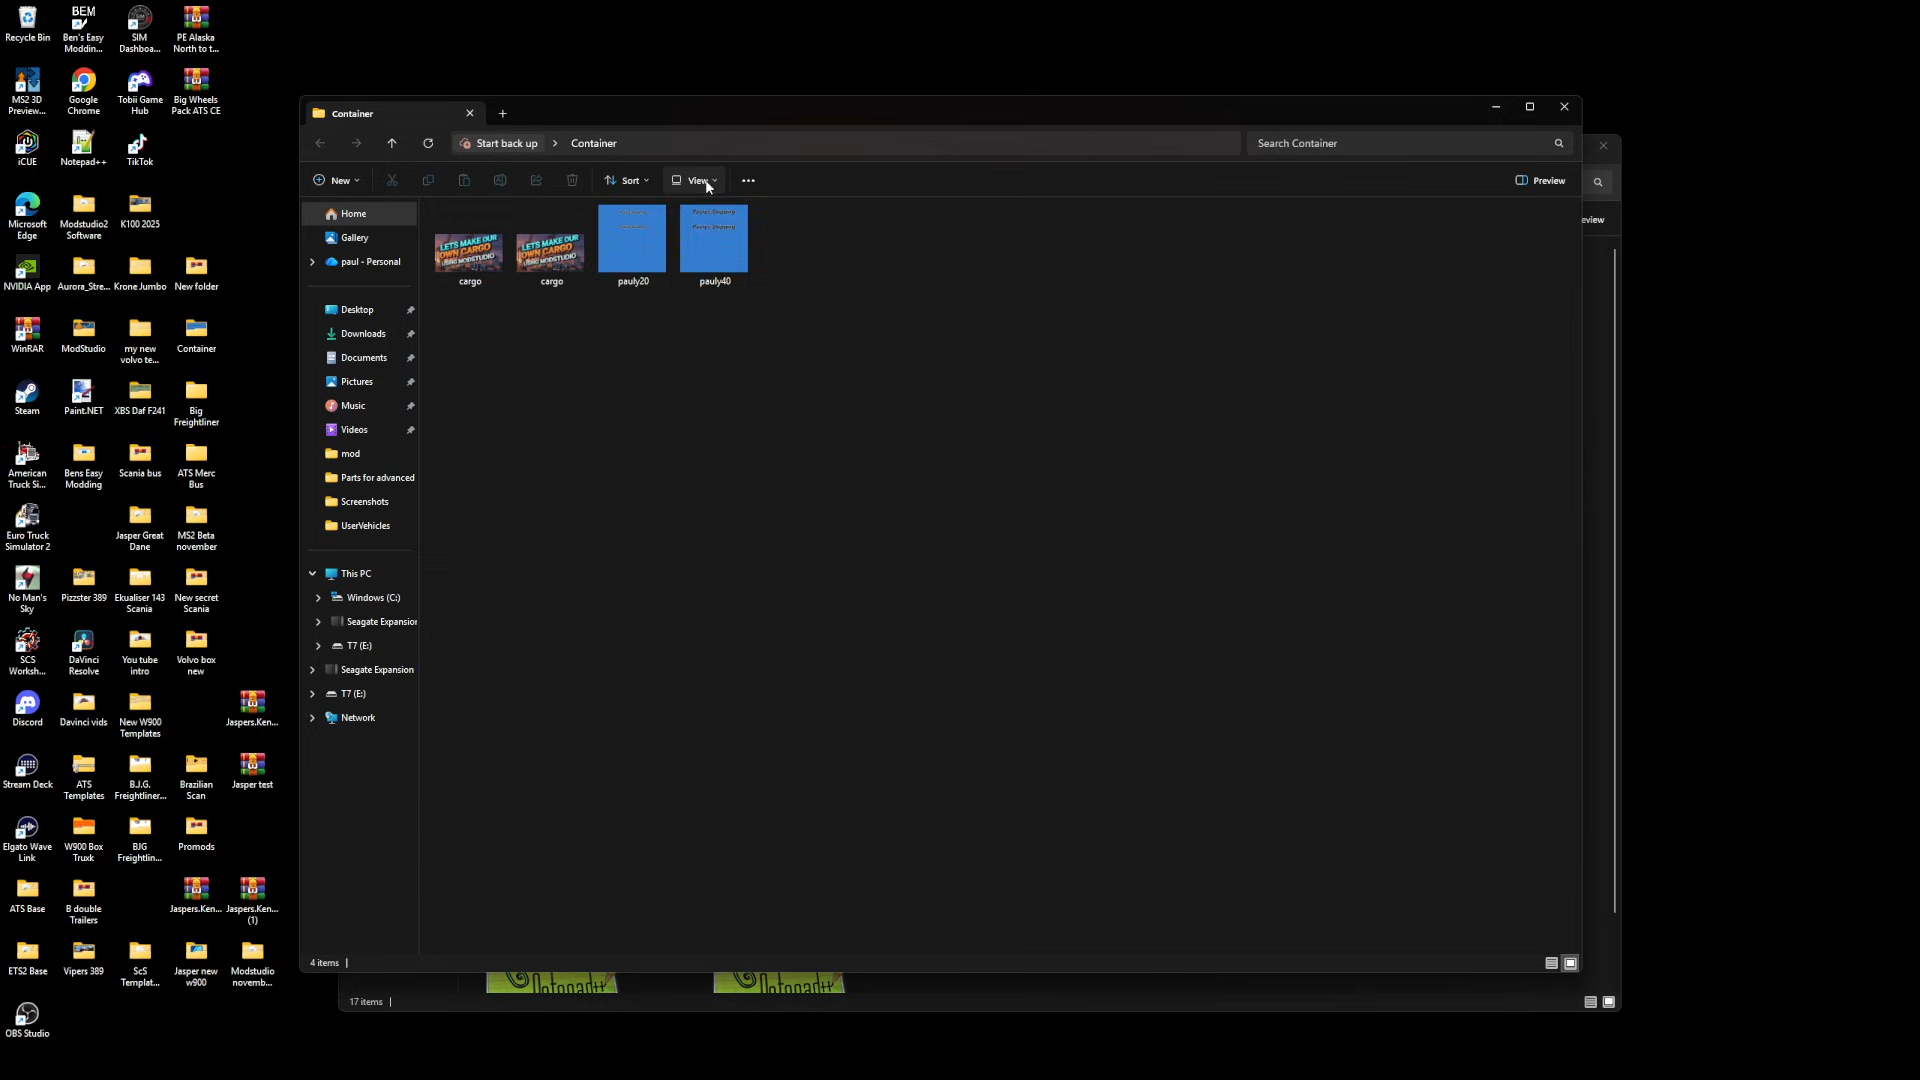 Recycle Bin
BEM
Ben's Easy
Moddin...
SIM
Dashboa...
PE Alaska
North to t...
MS2 3D
Preview...
Google
Chrome
Tobii Game
Hub
Big Wheels
Pack ATS CE
iCUE
Notepad++
TikTok
Microsoft
Edge
Modstudio2
Software
K100 2025
NVIDIA App
Aurora_Stre...
Krone Jumbo
New folder
WinRAR
ModStudio
my new
volvo te...
Container
Steam
Paint.NET
XBS Daf F241
Big
Freightliner
American
Truck Si...
Bens Easy
Modding
Scania bus
ATS Merc
Bus
Euro Truck
Simulator 2
Jasper Great
Dane
MS2 Beta
november
No Man's
Sky
Pizzster 389
Ekualiser 143
Scania
New secret
Scania
SCS
Worksh...
DaVinci
Resolve
You tube
intro
Volvo box
new
Discord
Davinci vids
New W900
Templates
Jaspers.Ken...
Stream Deck
ATS
Templates
B.J.G.
Freightliner...
Brazilian
Scan
Jasper test
Elgato Wave
Link
W900 Box
Truxk
BJG
Freightlin...
Promods
ATS Base
B double
Trailers
Jaspers.Ken...
Jaspers.Ken...
(1)
ETS2 Base
Vipers 389
ScS
Templat...
Jasper new
w900
Modstudio
novemb...
OBS Studio
Container
Start back up
Container
Search Container
New
Sort
View
Preview
eview
Home
Gallery
paul - Personal
Desktop
Downloads
Documents
Pictures
Music
Videos
mod
Parts for advanced
Screenshots
UserVehicles
This PC
Windows (C:)
Seagate Expansion
T7 (E:)
Seagate Expansion
T7 (E:)
Network
LETS MAKE OUR
OWN CARGO
USING MODSTUDIO
cargo
LETS MAKE OUR
OWN CARGO
USING MODSTUDIO
cargo
pauly20
Paulys Shipping
Paulys Shipping
pauly40
4 items
17 items